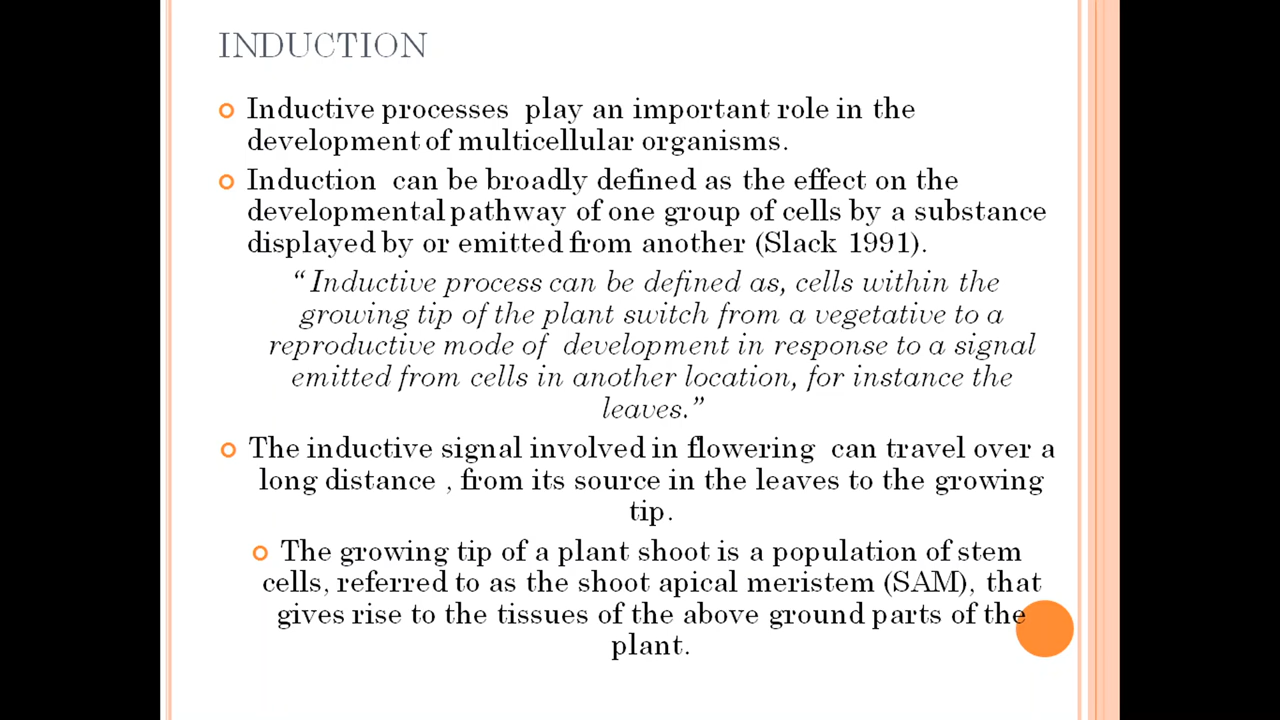 INDUCTION
Inductive processes play an important role in the
development of multicellular organisms.
Induction can be broadly defined as the effect on the
developmental pathway of one group of cells by a substance
displayed by or emitted from another (Slack 1991).
“Inductive process can be defined as, cells within the
growing tip of the plant switch from a vegetative to a
reproductive mode of development in response to a signal
emitted from cells in another location, for instance the
leaves.”
The inductive signal involved in flowering can travel over a
long distance , from its source in the leaves to the growing
tip.
The growing tip of a plant shoot is a population of stem
cells, referred to as the shoot apical meristem (SAM), that
gives rise to the tissues of the above ground parts of the
plant.